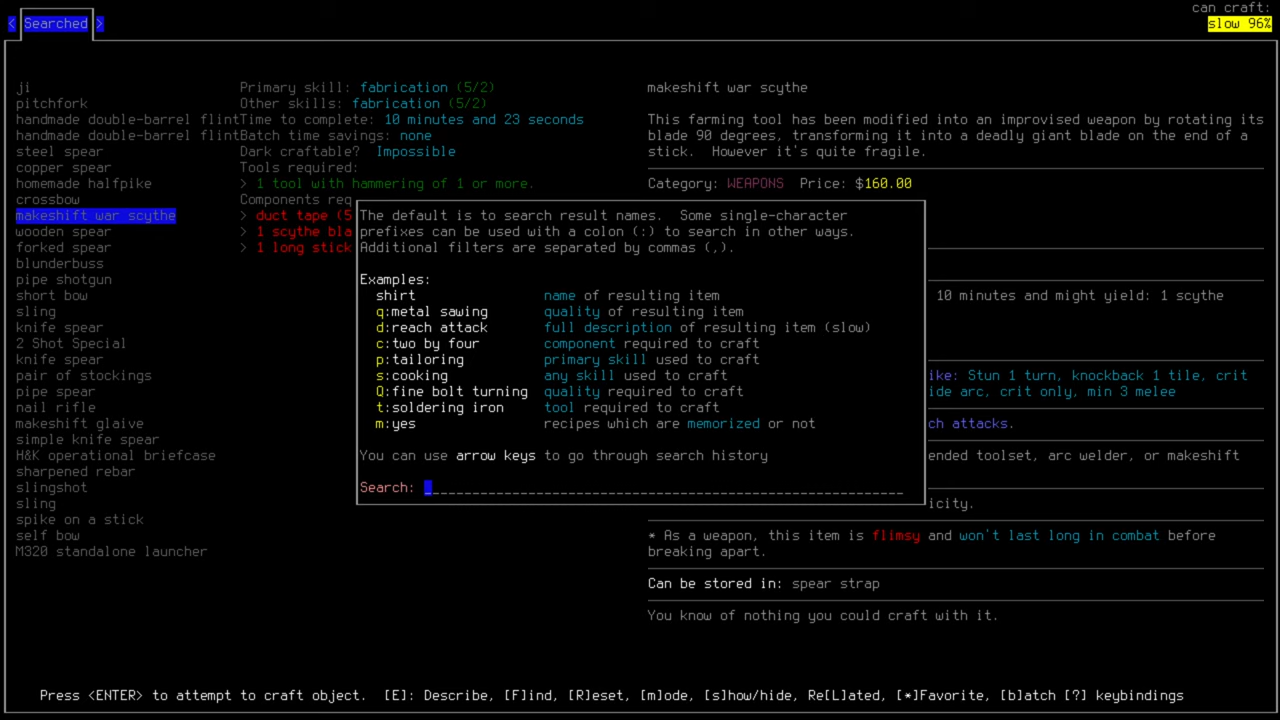 can craft:
< Searched >
slow 96%
ji
pitchfork
handmade double-barrel flint
handmade double-barrel flint
steel spear
copper spear
homemade halfpike
crossbow
makeshift war scythe
wooden spear
forked spear
blunderbuss
pipe shotgun
short bow
sling
knife spear
2 Shot Special
knife spear
pair of stockings
pipe spear
nail rifle
makeshift glaive
simple knife spear
H&K operational briefcase
sharpened rebar
slingshot
sling
spike on a stick
self bow
M320 standalone launcher
Primary skill: fabrication (5/2)
Other skills: fabrication (5/2)
Time to complete: 10 minutes and 23 seconds
Batch time savings: none
Dark craftable? Impossible
Tools required:
> 1 tool with hammering of 1 or more.
Components req
> duct tape (5
> 1 scythe bla
> 1 long stick
The default is to search result names. Some single-character
prefixes can be used with a colon (:) to search in other ways.
Additional filters are separated by commas (,).
Examples:
shirt name of resulting item
q:metal sawing quality of resulting item
d:reach attack full description of resulting item (slow)
c:two by four component required to craft
p:tailoring primary skill used to craft
s:cooking any skill used to craft
Q:fine bolt turning quality required to craft
t:soldering iron tool required to craft
m:yes recipes which are memorized or not
You can use arrow keys to go through search history
Search:
makeshift war scythe
This farming tool has been modified into an improvised weapon by rotating its
blade 90 degrees, transforming it into a deadly giant blade on the end of a
stick. However it's quite fragile.
Category: WEAPONS Price: $160.00
10 minutes and might yield: 1 scythe
ike: Stun 1 turn, knockback 1 tile, crit
ide arc, crit only, min 3 melee
ch attacks.
ended toolset, arc welder, or makeshift
icity.
* As a weapon, this item is flimsy and won't last long in combat before
breaking apart.
Can be stored in: spear strap
You know of nothing you could craft with it.
Press <ENTER> to attempt to craft object. [E]: Describe, [F]ind, [R]eset, [m]ode, [s]how/hide, Re[L]ated, [*]Favorite, [b]atch [?] keybindings